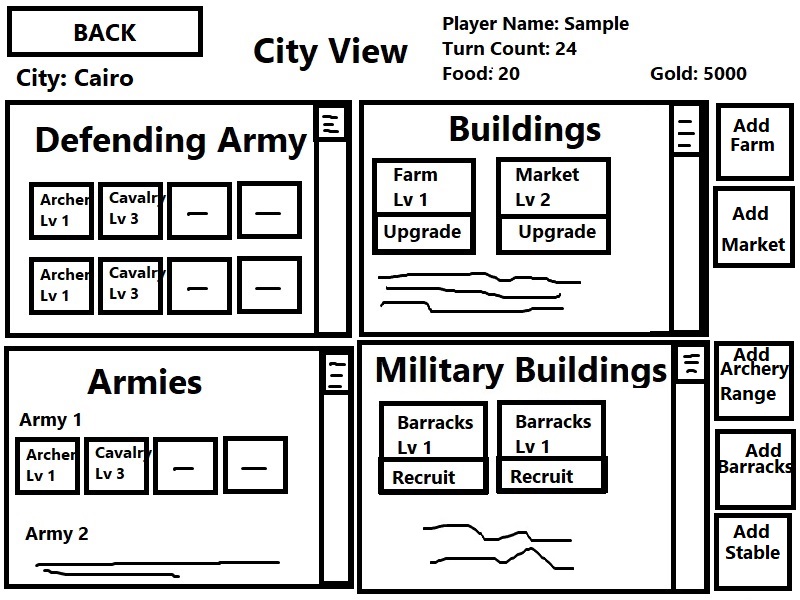 BACK
City View
Player Name: Sample
Turn Count: 24
Food: 20
Gold: 5000
City: Cairo
Defending Army
Archer
Lv 1
Cavalry
Lv 3
Archer
Lv 1
Cavalry
Lv 3
Buildings
Farm
Lv 1
Upgrade
Market
Lv 2
Upgrade
Add
Farm
Add
Market
Armies
Army 1
Archer
Lv 1
Cavalry
Lv 3
Army 2
Military Buildings
Barracks
Lv 1
Recruit
Barracks
Lv 1
Recruit
Add
Archery
Range
Add
Barracks
Add
Stable